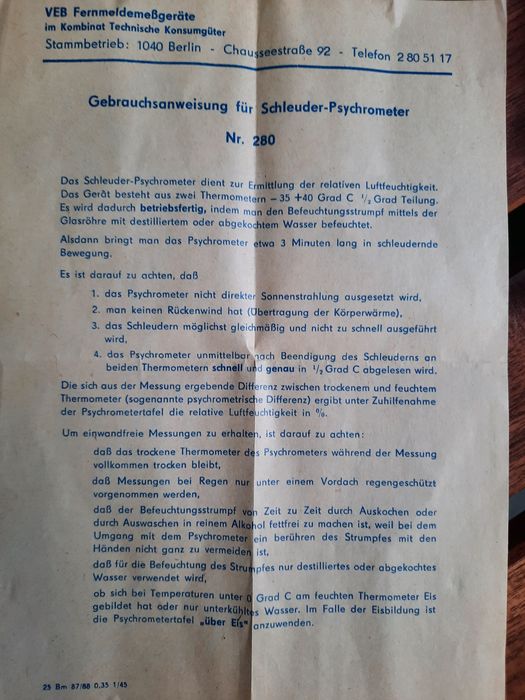 VEB Fernmeldemeßgeräte
im Kombinat Technische Konsumgüter
Stammbetrieb: 1040 Berlin - Chausseestraße 92 - Telefon 2 80 51 17
Gebrauchsanweisung für Schleuder-Psychrometer
Nr. 280
Das Schleuder-Psychrometer dient zur Ermittlung der relativen Luftfeuchtigkeit.
Das Gerät besteht aus zwei Thermometern -35 +40 Grad C ½ Grad Teilung.
Es wird dadurch betriebsfertig, indem man den Befeuchtungsstrumpf mittels der
Glasröhre mit destilliertem oder abgekochtem Wasser befeuchtet.
Alsdann bringt man das Psychrometer etwa 3 Minuten lang in schleudernde
Bewegung.
Es ist darauf zu achten, daß
1. das Psychrometer nicht direkter Sonnenstrahlung ausgesetzt wird,
2. man keinen Rückenwind hat (Übertragung der Körperwärme),
3. das Schleudern möglichst gleichmäßig und nicht zu schnell ausgeführt
wird,
4. das Psychrometer unmittelbar nach Beendigung des Schleuderns an
beiden Thermometern schnell und genau in ½ Grad C abgelesen wird.
Die sich aus der Messung ergebende Differenz zwischen trockenem und feuchtem
Thermometer (sogenannte psychrometrische Differenz) ergibt unter Zuhilfenahme
der Psychrometertafel die relative Luftfeuchtigkeit in %.
Um einwandfreie Messungen zu erhalten, ist darauf zu achten:
daß das trockene Thermometer des Psychrometers während der Messung
vollkommen trocken bleibt,
daß Messungen bei Regen nur unter einem Vordach regengeschützt
vorgenommen werden,
daß der Befeuchtungsstrumpf von Zeit zu Zeit durch Auskochen oder
durch Auswaschen in reinem Alkohol fettfrei zu machen ist, weil bei dem
Umgang mit dem Psychrometer ein berühren des Strumpfes mit den
Händen nicht ganz zu vermeiden ist,
daß für die Befeuchtung des Strumpfes nur destilliertes oder abgekochtes
Wasser verwendet wird,
ob sich bei Temperaturen unter 0 Grad C am feuchten Thermometer Eis
gebildet hat oder nur unterkühltes Wasser. Im Falle der Eisbildung ist
die Psychrometertafel „über Eis" anzuwenden.
25 Bm 87/88 0,35 1/45